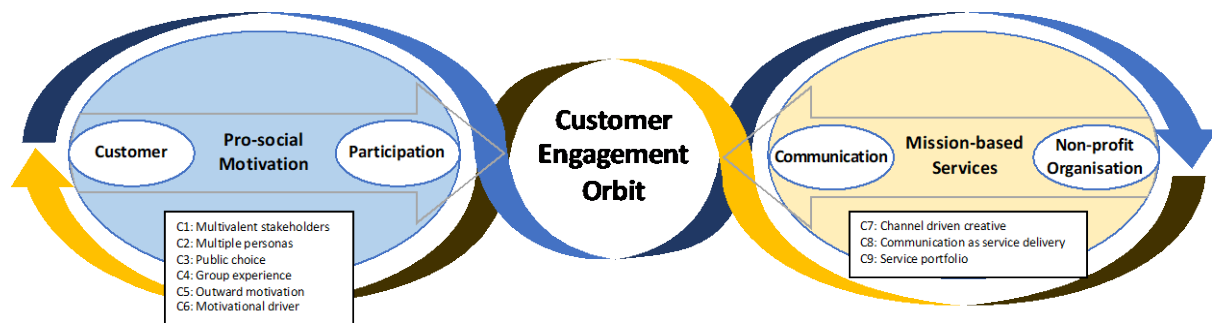 Customer
Pro-social
Motivation
Participation
C1: Multivalent stakeholders
C2: Multiple personas
C3: Public choice
C4: Group experience
C5: Outward motivation
C6: Motivational driver
Customer
Engagement
Orbit
Communication
Mission-based
Services
Non-profit
Organisation
C7: Channel driven creative
C8: Communication as service delivery
C9: Service portfolio